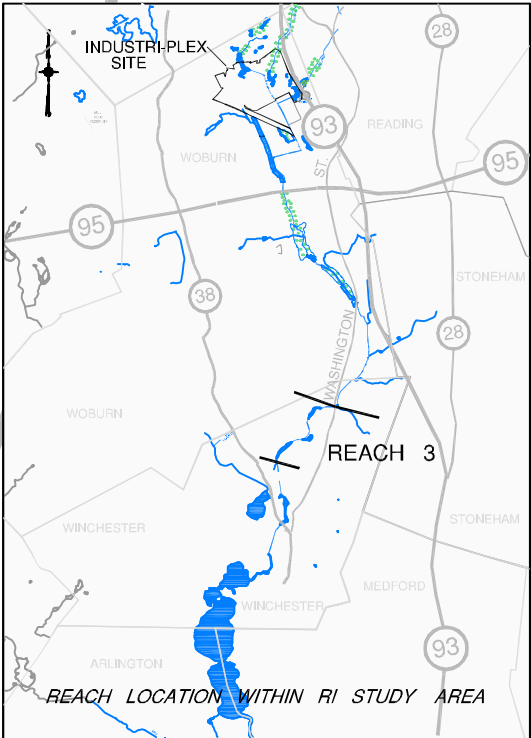 28
INDUSTRI-PLEX
SITE
93
READING
ST.
WOBURN
95
95
STONEHAM
38
28
WASHINGTON
WOBURN
REACH 3
WINCHESTER
STONEHAM
MEDFORD
WINCHESTER
93
ARLINGTON
REACH LOCATION WITHIN RI STUDY AREA